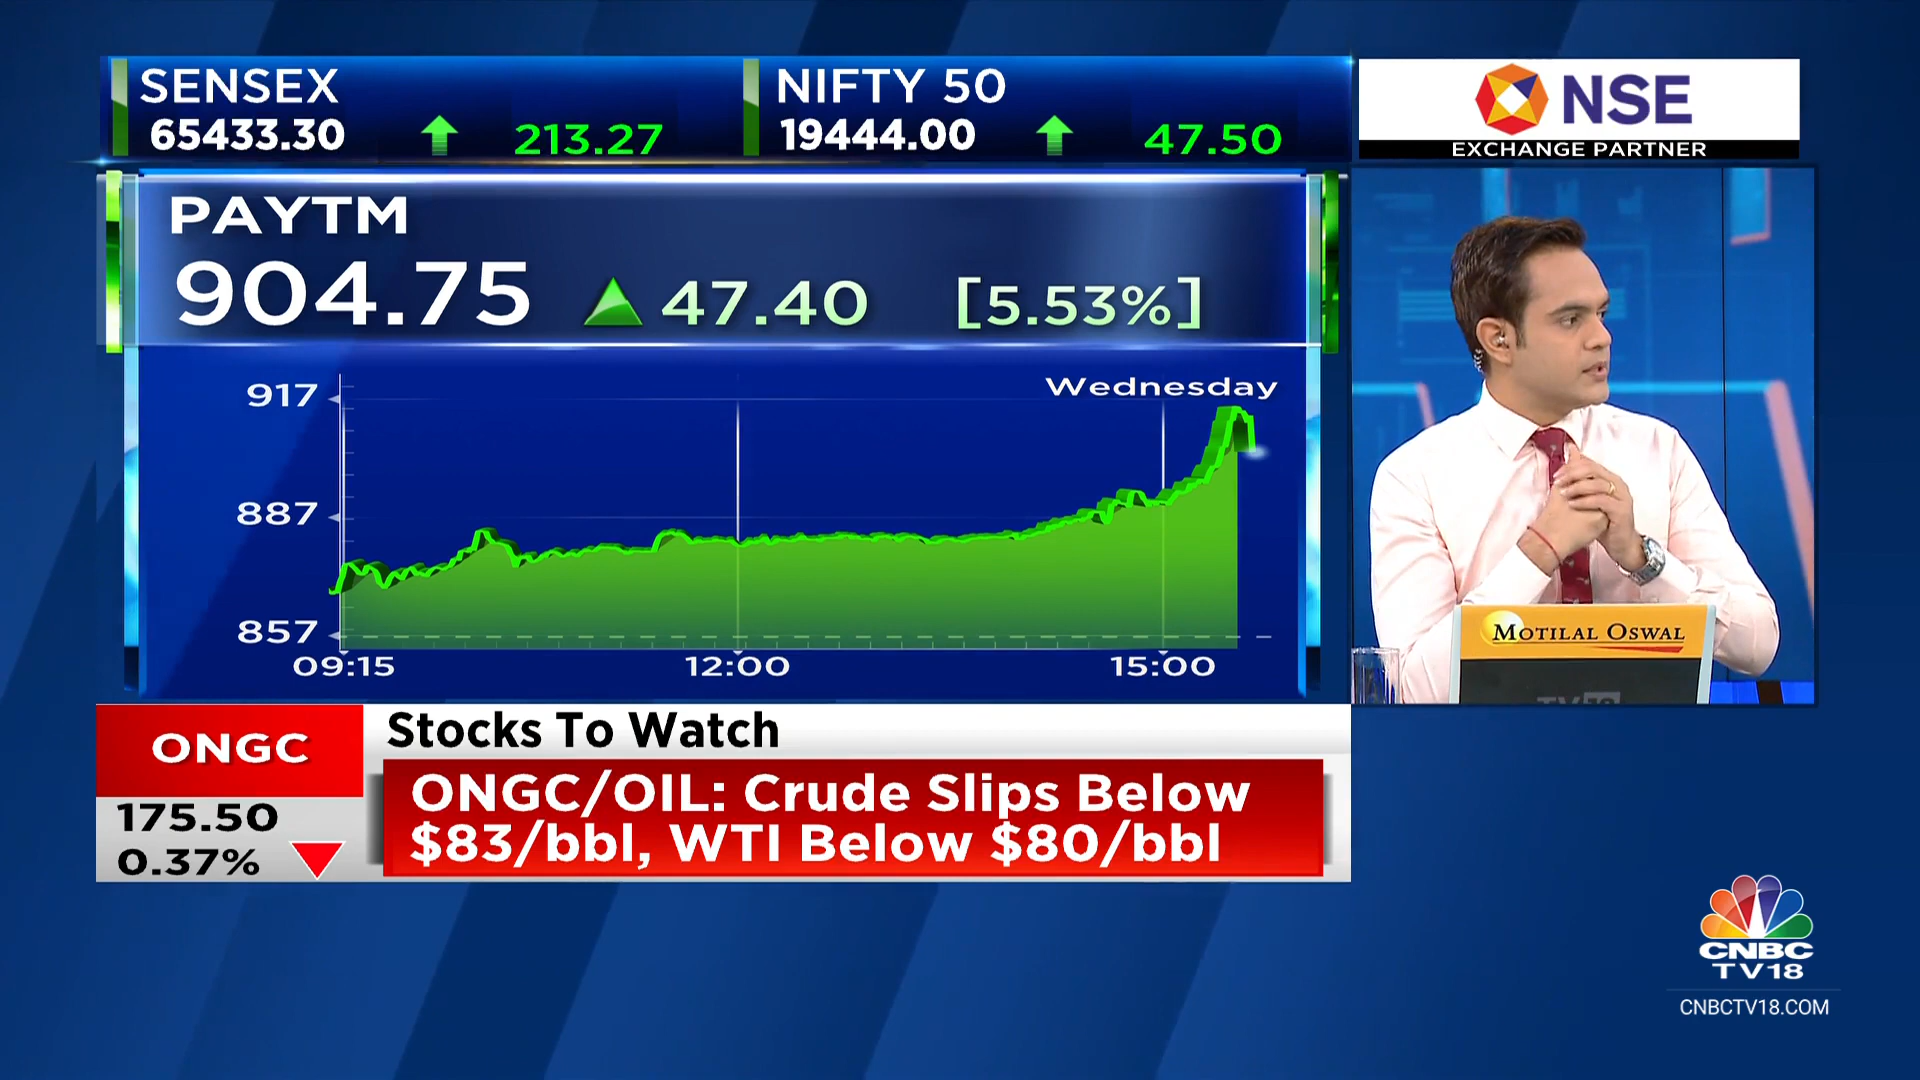 SENSEX
65433.30 213.27
NIFTY 50
19444.00 47.50
NSE
EXCHANGE PARTNER
PAYTM
904.75 47.40 [5.53%]
Wednesday
917
887
857
09:15 12:00 15:00
MOTILAL OSWAL
TV18
ONGC
175.50
0.37%
Stocks To Watch
ONGC/OIL: Crude Slips Below
$83/bbl, WTI Below $80/bbl
CNBC
TV18
CNBCTV18.COM